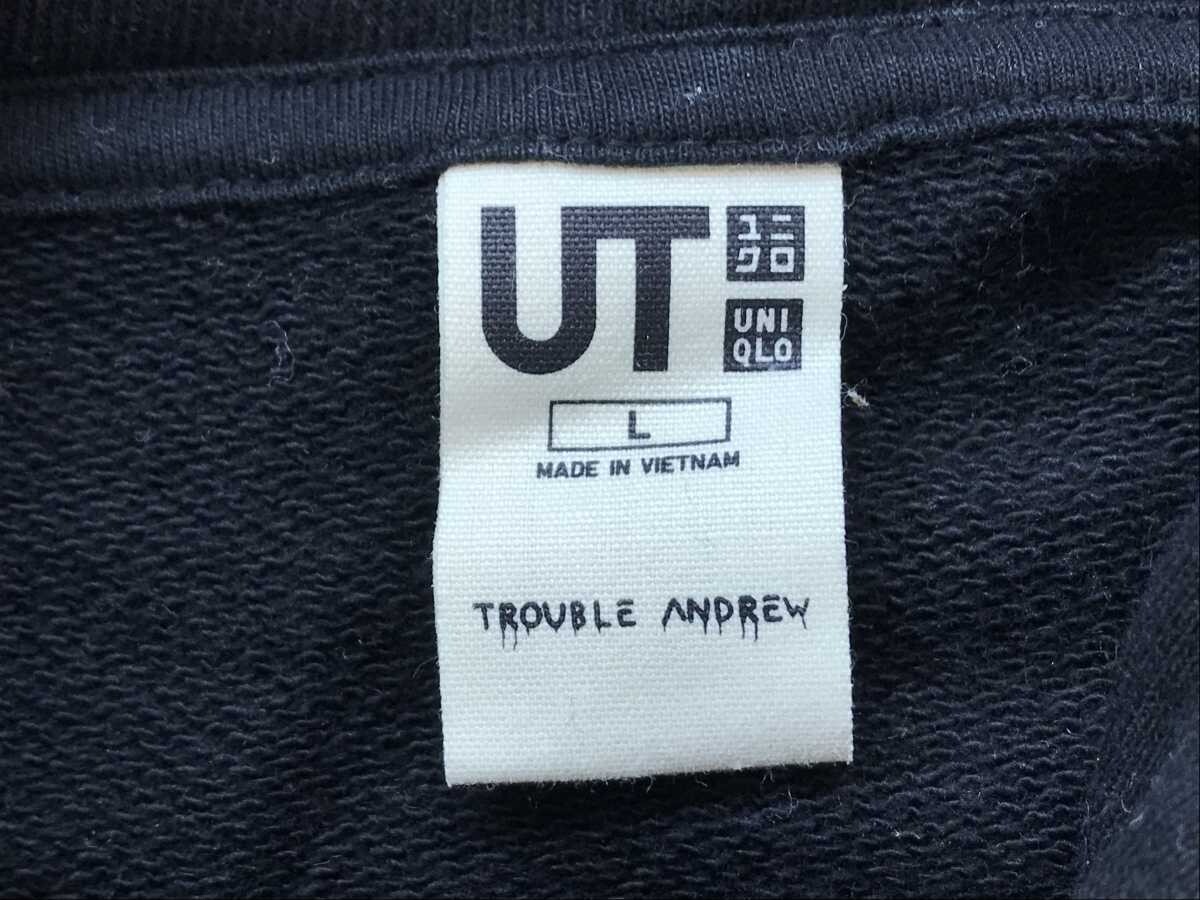 UT
ユニ
クロ
UNI
QLO
L
MADE IN VIETNAM
TROUBLE ANDREW